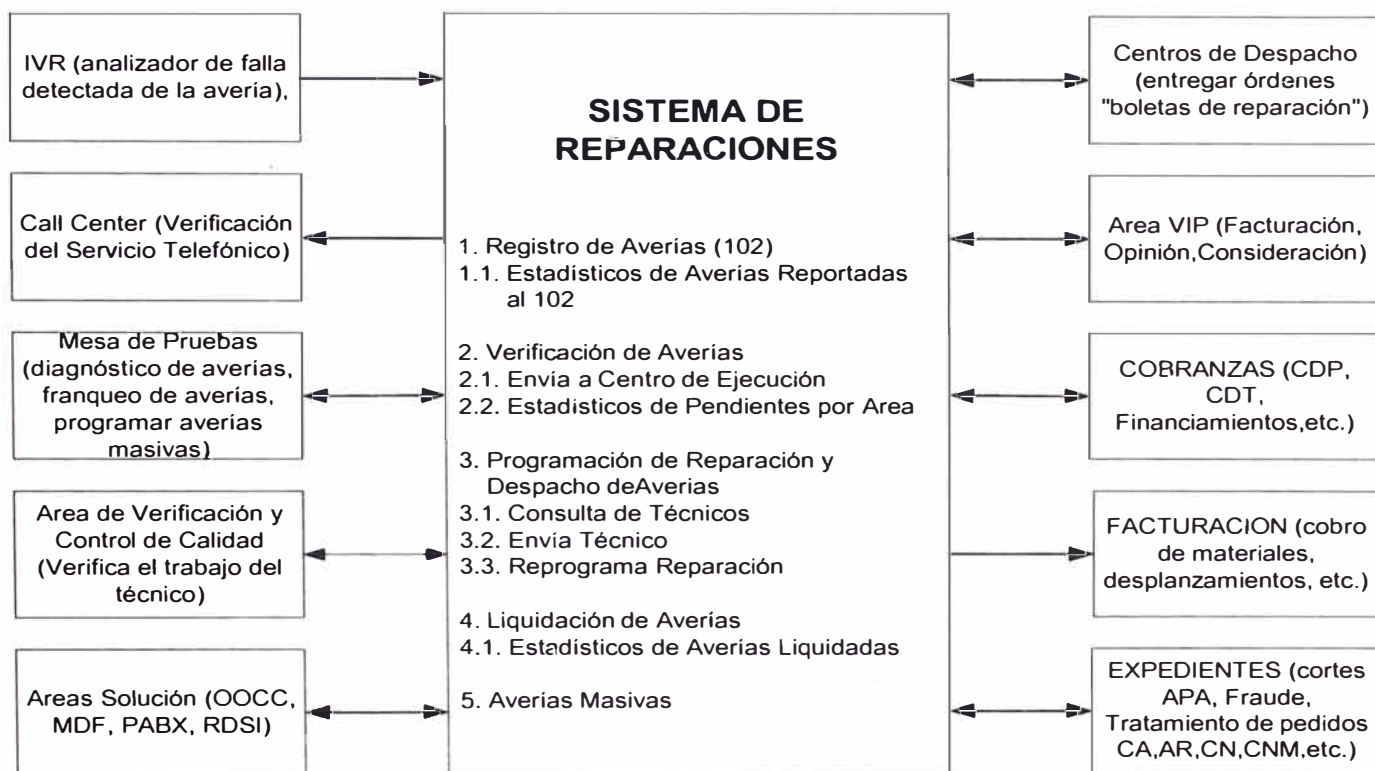 IVR (analizador de falla
detectada de la avería),
Call Center (Verificación
del Servicio Telefónico)
Mesa de Pruebas
(diagnóstico de averías,
franqueo de averías,
programar averías
masivas)
Area de Verificación y
Control de Calidad
(Verifica el trabajo del
técnico)
Areas Solución (OOCC,
MDF, PABX, RDSI)
SISTEMA DE
REPARACIONES
1. Registro de Averías (102)
1.1. Estadísticos de Averías Reportadas
al 102
2. Verificación de Averías
2.1. Envía a Centro de Ejecución
2.2. Estadísticos de Pendientes por Area
3. Programación de Reparación y
Despacho deAverias
3.1. Consulta de Técnicos
3.2. Envía Técnico
3.3. Reprograma Reparación
4. Liquidación de Averías
4.1. Estadísticos de Averías Liquidadas
5. Averías Masivas
Centros de Despacho
(entregar órdenes
"boletas de reparación")
Area VIP (Facturación,
Opinión,Consideración)
COBRANZAS (CDP,
CDT,
Financiamientos,etc.)
FACTURACION (cobro
de materiales,
desplanzamientos, etc.)
EXPEDIENTES (cortes
APA, Fraude,
Tratamiento de pedidos
CA,AR,CN,CNM,etc.)